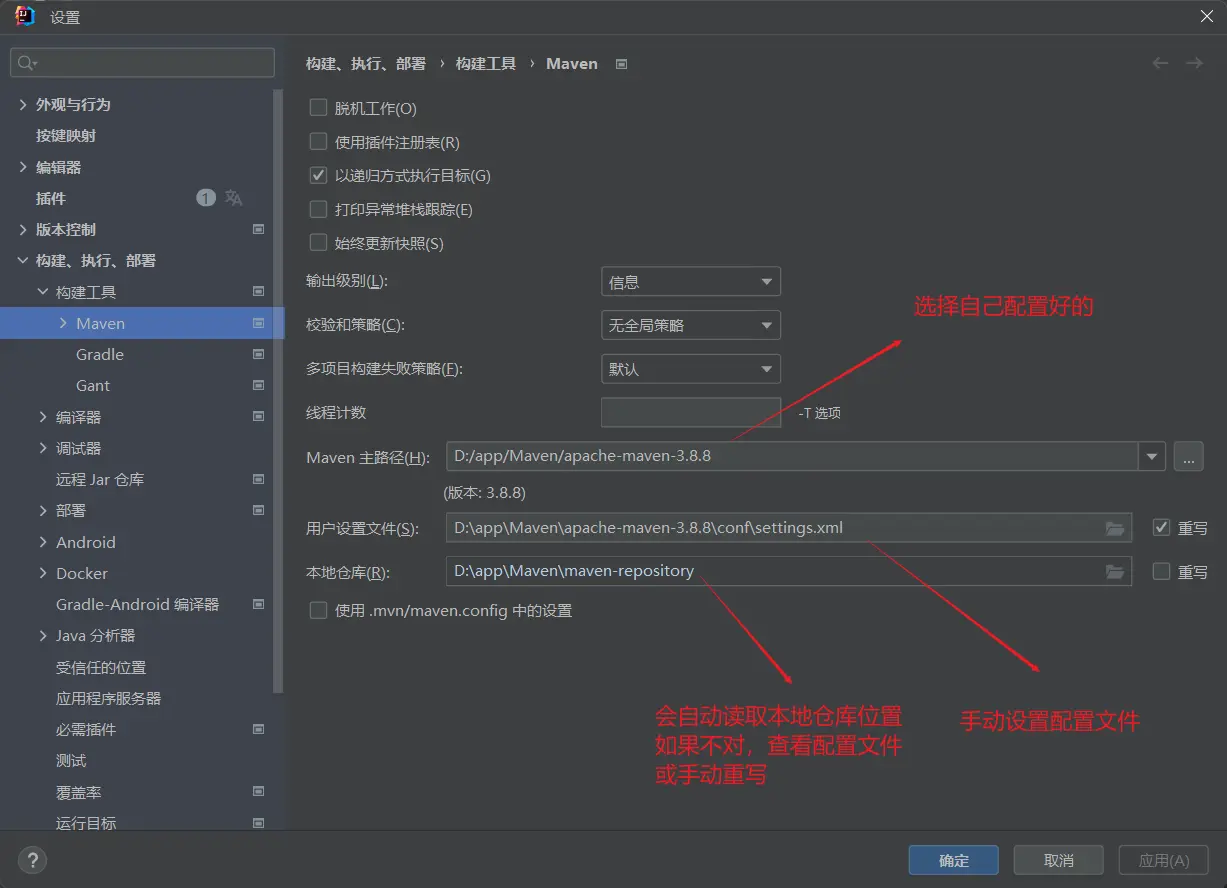 设置
构建、执行、部署 › 构建工具 › Maven
外观与行为
按键映射
编辑器
插件 1
版本控制
构建、执行、部署
构建工具
Maven
Gradle
Gant
编译器
调试器
远程 Jar 仓库
部署
Android
Docker
Gradle-Android 编译器
Java 分析器
受信任的位置
应用程序服务器
必需插件
测试
覆盖率
运行目标
脱机工作(O)
使用插件注册表(R)
以递归方式执行目标(G)
打印异常堆栈跟踪(E)
始终更新快照(S)
输出级别(L): 信息
校验和策略(C): 无全局策略
多项目构建失败策略(F): 默认
线程计数 -T 选项
Maven 主路径(H): D:/app/Maven/apache-maven-3.8.8 ...
(版本: 3.8.8)
用户设置文件(S): D:\app\Maven\apache-maven-3.8.8\conf\settings.xml 重写
本地仓库(R): D:\app\Maven\maven-repository 重写
使用 .mvn/maven.config 中的设置
选择自己配置好的
会自动读取本地仓库位置
如果不对，查看配置文件
或手动重写
手动设置配置文件
? 确定 取消 应用(A)